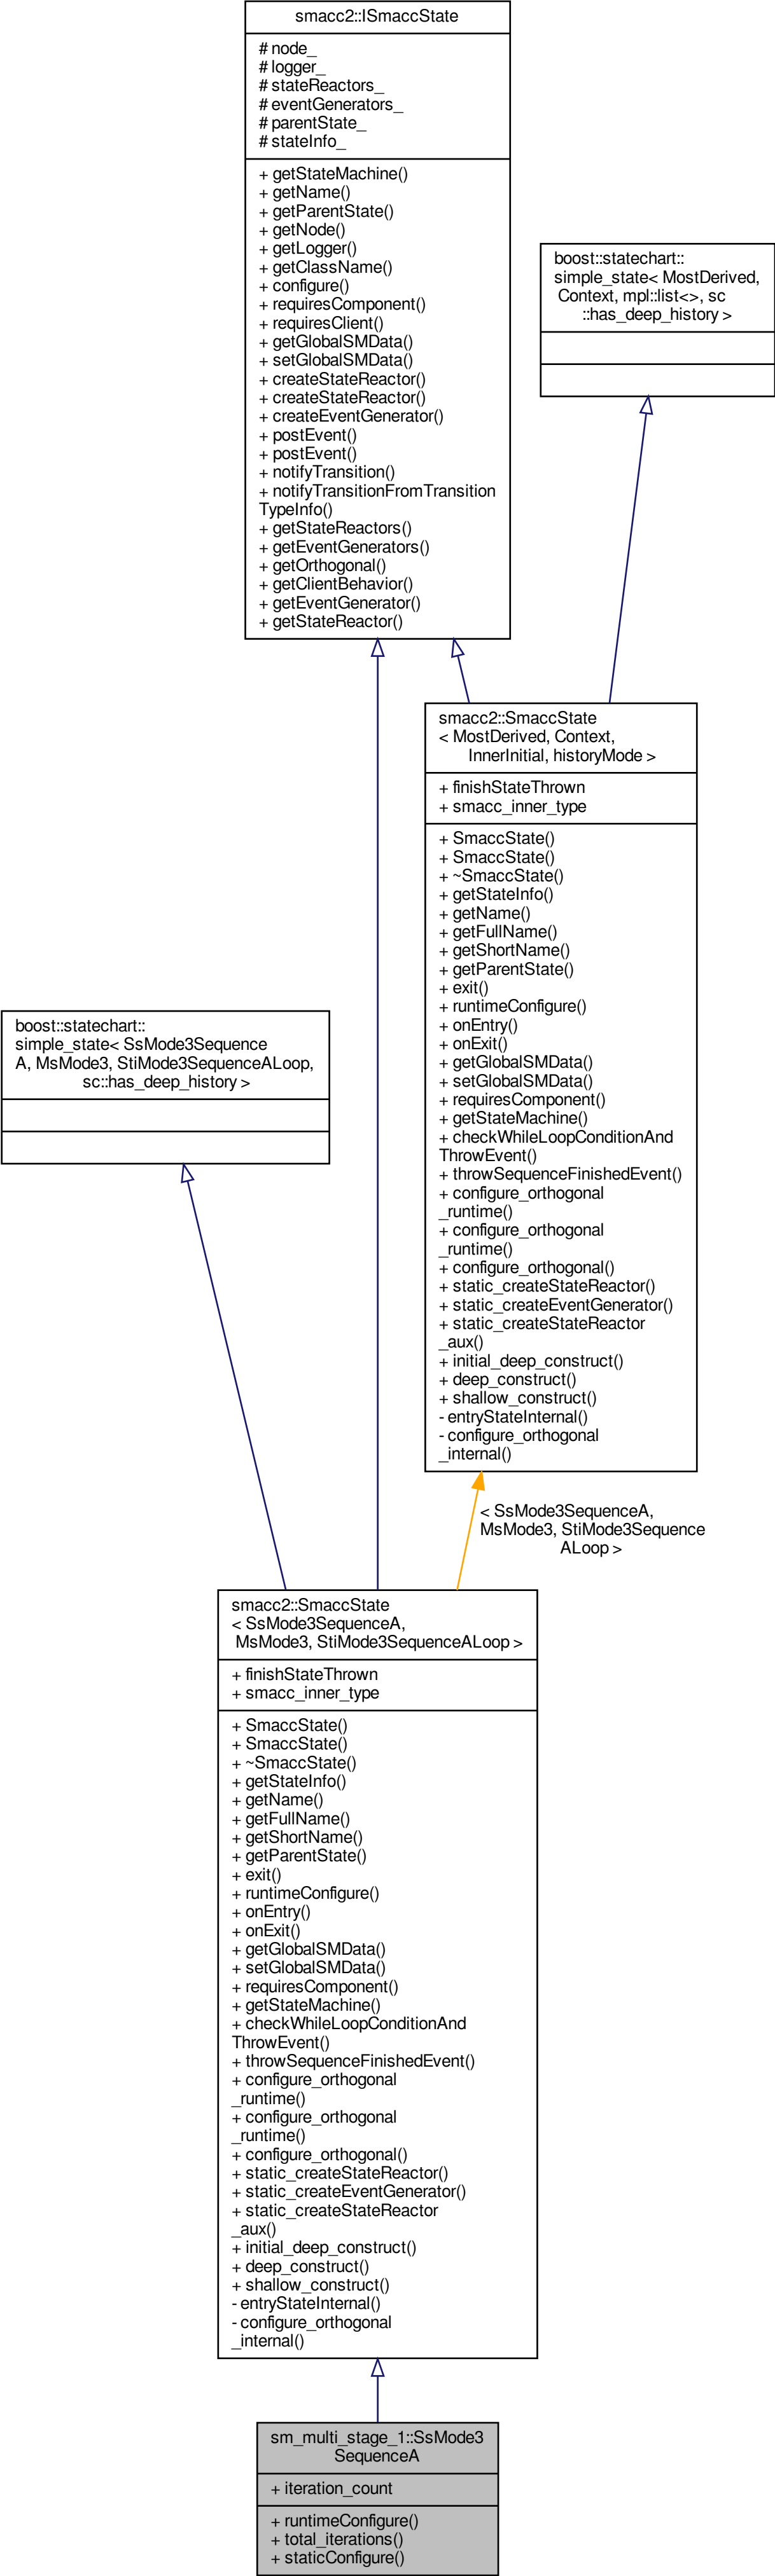 smacc2::ISmaccState
# node_
# logger_
# stateReactors_
# eventGenerators_
# parentState_
# stateInfo_
+ getStateMachine()
+ getName()
+ getParentState()
+ getNode()
+ getLogger()
+ getClassName()
+ configure()
+ requiresComponent()
+ requiresClient()
+ getGlobalSMData()
+ setGlobalSMData()
+ createStateReactor()
+ createStateReactor()
+ createEventGenerator()
+ postEvent()
+ postEvent()
+ notifyTransition()
+ notifyTransitionFromTransition
TypeInfo()
+ getStateReactors()
+ getEventGenerators()
+ getOrthogonal()
+ getClientBehavior()
+ getEventGenerator()
+ getStateReactor()
boost::statechart::
simple_state< MostDerived,
Context, mpl::list<>, sc
::has_deep_history >
smacc2::SmaccState
< MostDerived, Context,
InnerInitial, historyMode >
+ finishStateThrown
+ smacc_inner_type
+ SmaccState()
+ SmaccState()
+ ~SmaccState()
+ getStateInfo()
+ getName()
+ getFullName()
+ getShortName()
+ getParentState()
+ exit()
+ runtimeConfigure()
+ onEntry()
+ onExit()
+ getGlobalSMData()
+ setGlobalSMData()
+ requiresComponent()
+ getStateMachine()
+ checkWhileLoopConditionAnd
ThrowEvent()
+ throwSequenceFinishedEvent()
+ configure_orthogonal
_runtime()
+ configure_orthogonal
_runtime()
+ configure_orthogonal()
+ static_createStateReactor()
+ static_createEventGenerator()
+ static_createStateReactor
_aux()
+ initial_deep_construct()
+ deep_construct()
+ shallow_construct()
- entryStateInternal()
- configure_orthogonal
_internal()
boost::statechart::
simple_state< SsMode3Sequence
A, MsMode3, StiMode3SequenceALoop,
sc::has_deep_history >
< SsMode3SequenceA,
MsMode3, StiMode3Sequence
ALoop >
smacc2::SmaccState
< SsMode3SequenceA,
MsMode3, StiMode3SequenceALoop >
+ finishStateThrown
+ smacc_inner_type
+ SmaccState()
+ SmaccState()
+ ~SmaccState()
+ getStateInfo()
+ getName()
+ getFullName()
+ getShortName()
+ getParentState()
+ exit()
+ runtimeConfigure()
+ onEntry()
+ onExit()
+ getGlobalSMData()
+ setGlobalSMData()
+ requiresComponent()
+ getStateMachine()
+ checkWhileLoopConditionAnd
ThrowEvent()
+ throwSequenceFinishedEvent()
+ configure_orthogonal
_runtime()
+ configure_orthogonal
_runtime()
+ configure_orthogonal()
+ static_createStateReactor()
+ static_createEventGenerator()
+ static_createStateReactor
_aux()
+ initial_deep_construct()
+ deep_construct()
+ shallow_construct()
- entryStateInternal()
- configure_orthogonal
_internal()
sm_multi_stage_1::SsMode3
SequenceA
+ iteration_count
+ runtimeConfigure()
+ total_iterations()
+ staticConfigure()